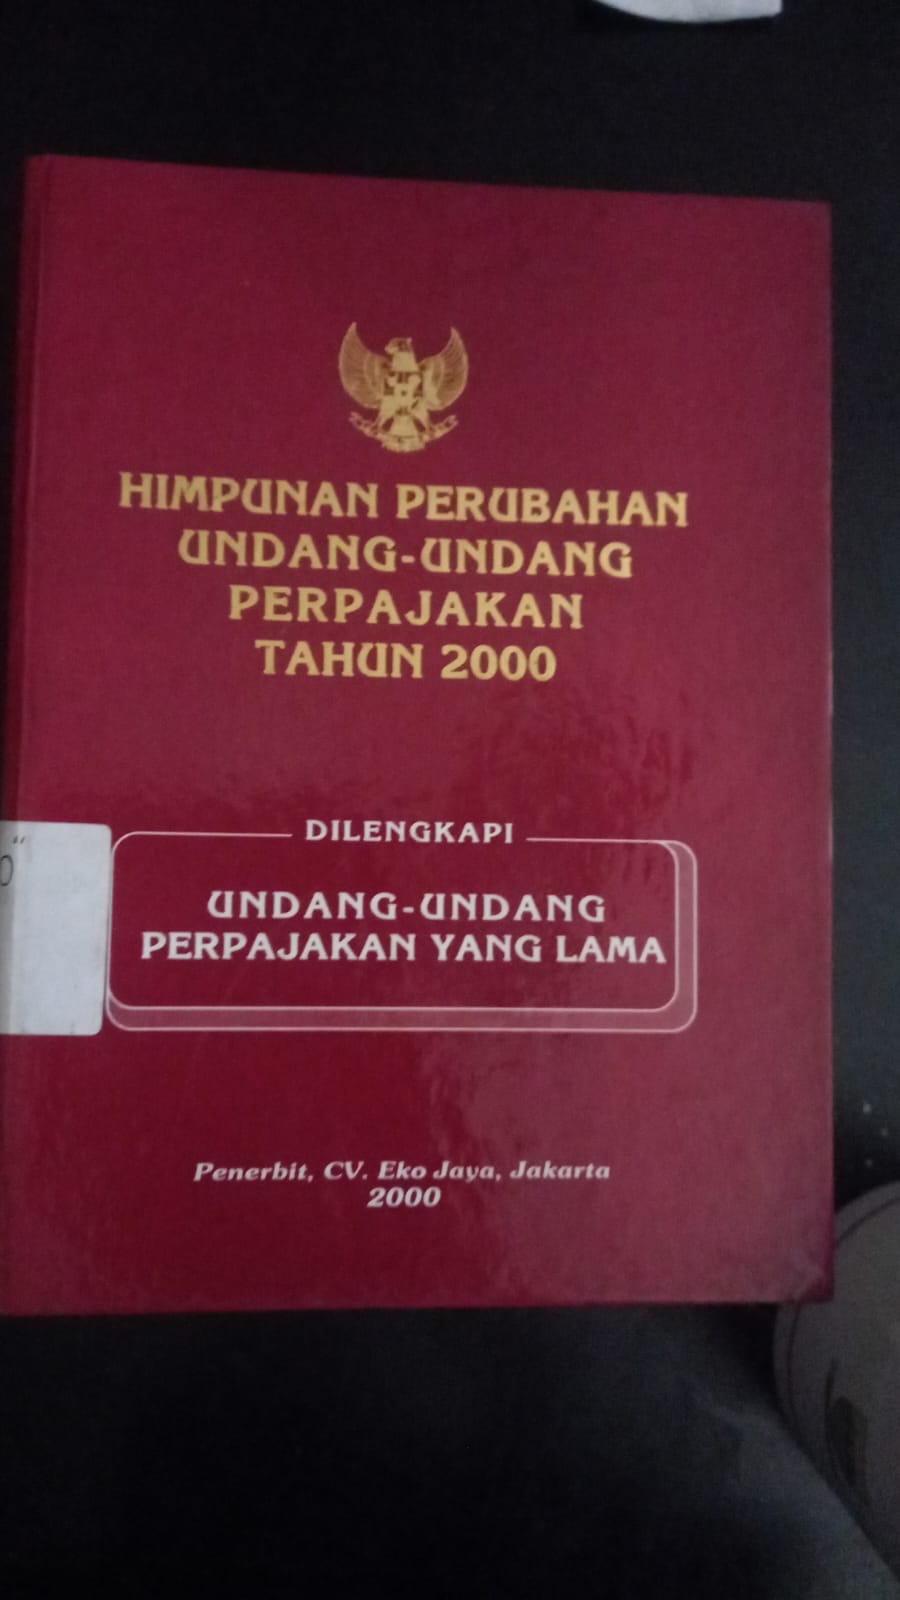 HIMPUNAN PERUBAHAN
UNDANG-UNDANG
PERPAJAKAN
TAHUN 2000
DILENGKAPI
UNDANG-UNDANG
PERPAJAKAN YANG LAMA
Penerbit, CV. Eko Jaya, Jakarta
2000